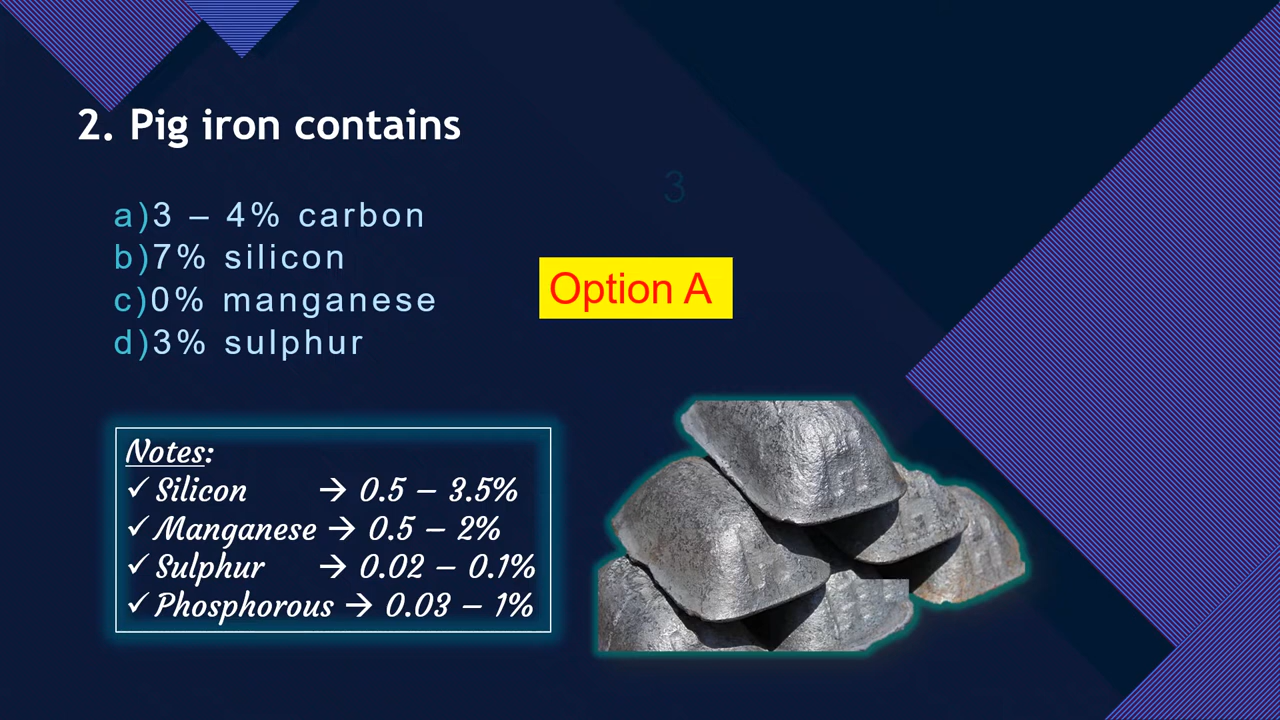 2. Pig iron contains
3
a)3 – 4% carbon
b)7% silicon
c)0% manganese
d)3% sulphur
Option A
Notes:
✓ Silicon → 0.5 – 3.5%
✓ Manganese → 0.5 – 2%
✓ Sulphur → 0.02 – 0.1%
✓ Phosphorous → 0.03 – 1%